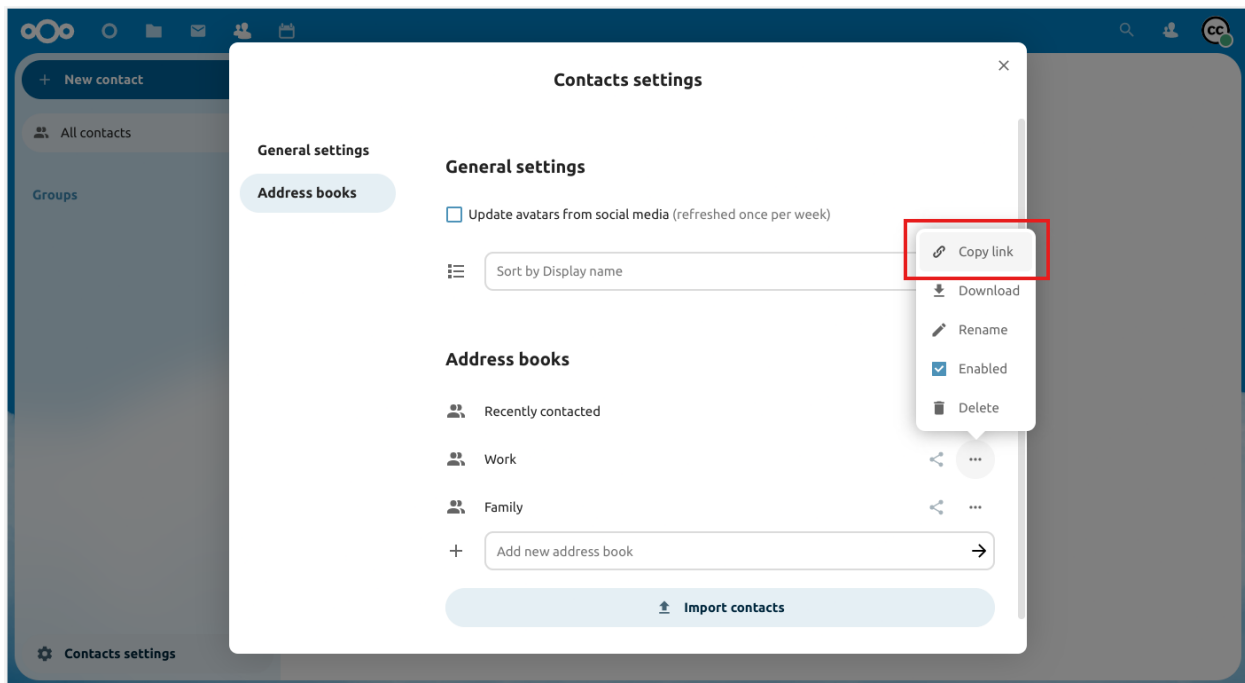 CC
New contact
Contacts settings
All contacts
General settings
Address books
Groups
General settings
Update avatars from social media (refreshed once per week)
Sort by Display name
Copy link
Download
Rename
Enabled
Delete
Address books
Recently contacted
Work
Family
Add new address book
Import contacts
Contacts settings